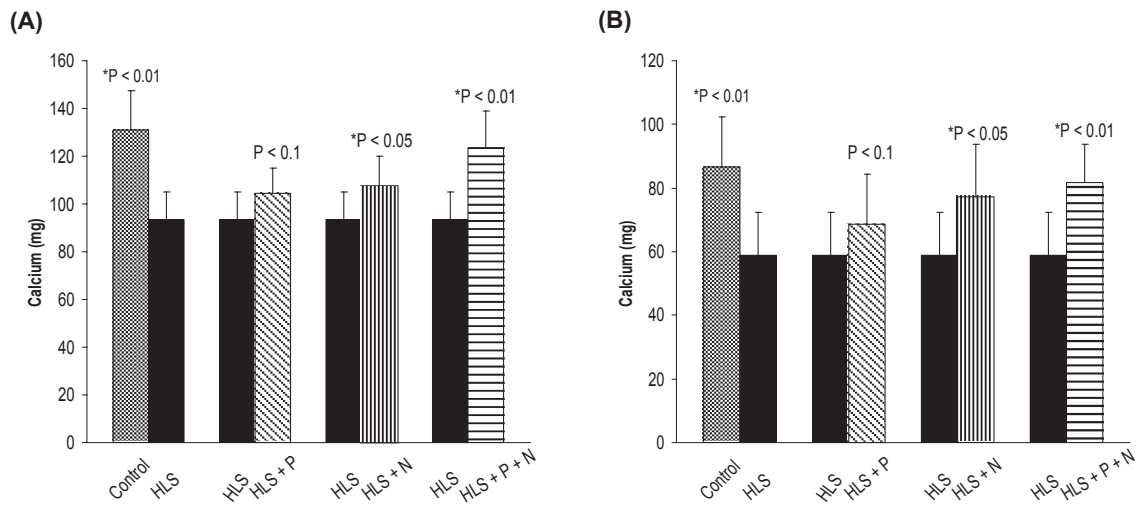 (A)
Calcium (mg)
160
140
120
100
80
60
40
20
0
*P < 0.01
P < 0.1
*P < 0.05
*P < 0.01
Control
HLS
HLS
HLS + P
HLS
HLS + N
HLS
HLS + P + N
(B)
Calcium (mg)
120
100
80
60
40
20
0
*P < 0.01
P < 0.1
*P < 0.05
*P < 0.01
Control
HLS
HLS
HLS + P
HLS
HLS + N
HLS
HLS + P + N